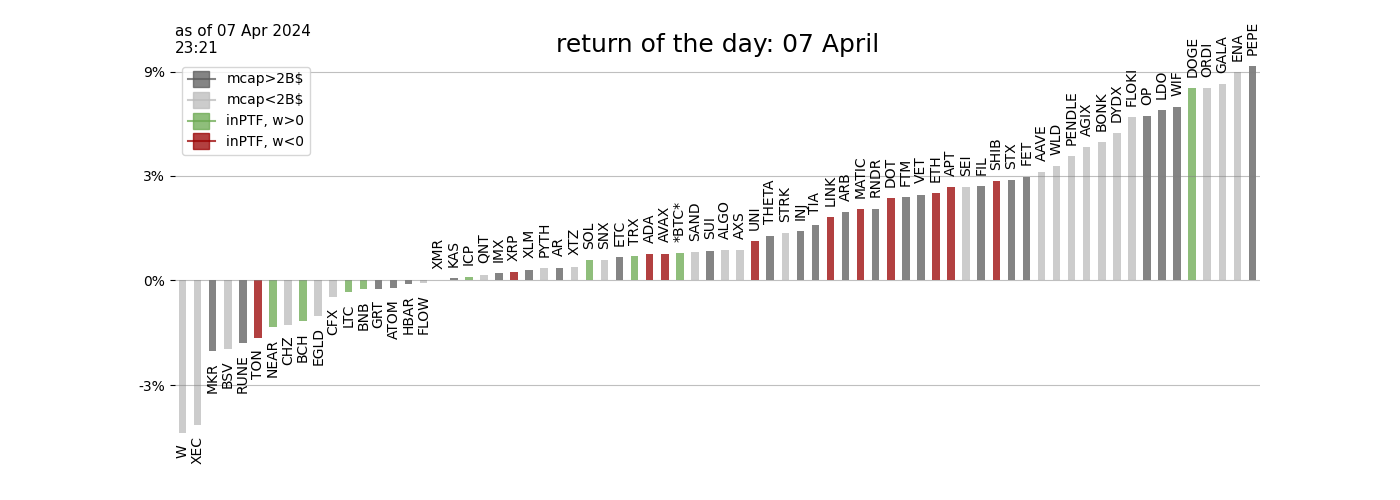 as of 07 Apr 2024
23:21
return of the day: 07 April
mcap>2B$
mcap<2B$
inPTF, w>0
inPTF, w<0
9%
3%
0%
-3%
W
XEC
MKR
BSV
RUNE
TON
NEAR
CHZ
BCH
EGLD
CFX
LTC
BNB
GRT
ATOM
HBAR
FLOW
XMR
KAS
ICP
QNT
IMX
XRP
XLM
PYTH
AR
XTZ
SOL
SNX
ETC
TRX
ADA
AVAX
*BTC*
SAND
SUI
ALGO
AXS
UNI
THETA
STRK
INJ
TIA
LINK
ARB
MATIC
RNDR
DOT
FTM
VET
ETH
APT
SEI
FIL
SHIB
STX
FET
AAVE
WLD
PENDLE
AGIX
BONK
DYDX
FLOKI
OP
LDO
WIF
DOGE
ORDI
GALA
ENA
PEPE